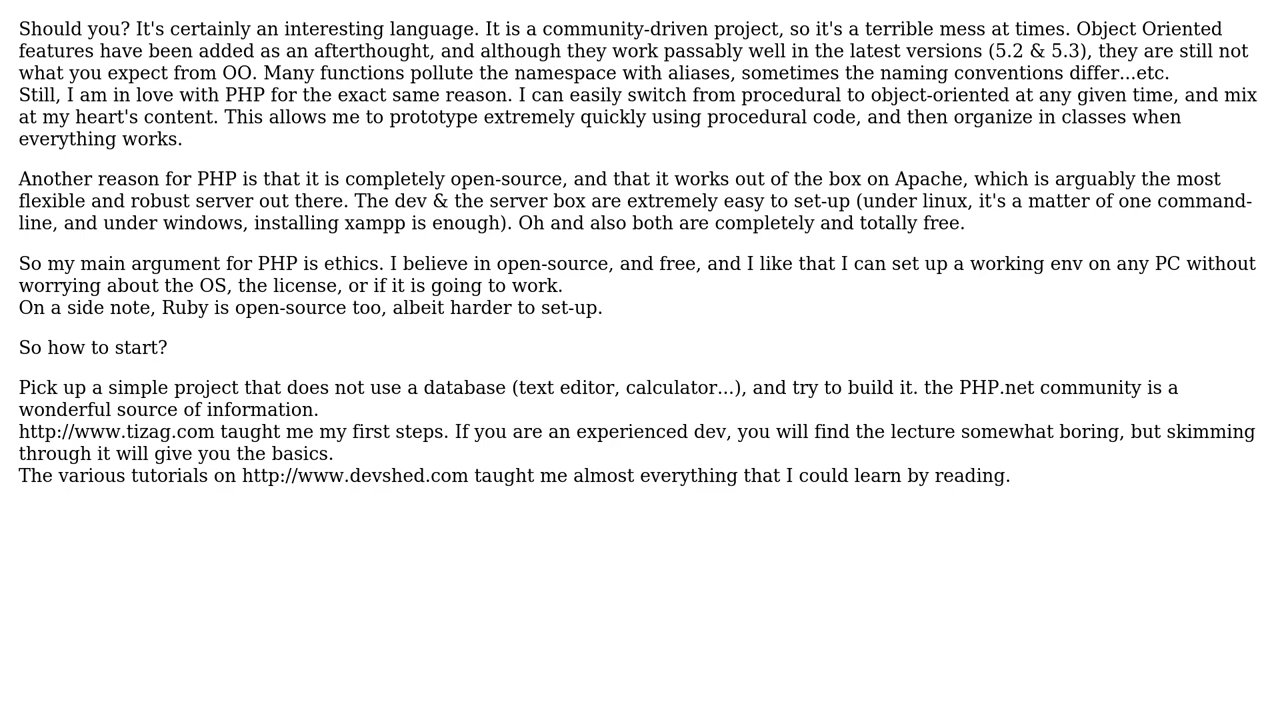 Should you? It's certainly an interesting language. It is a community-driven project, so it's a terrible mess at times. Object Oriented
features have been added as an afterthought, and although they work passably well in the latest versions (5.2 & 5.3), they are still not
what you expect from OO. Many functions pollute the namespace with aliases, sometimes the naming conventions differ...etc.
Still, I am in love with PHP for the exact same reason. I can easily switch from procedural to object-oriented at any given time, and mix
at my heart's content. This allows me to prototype extremely quickly using procedural code, and then organize in classes when
everything works.
Another reason for PHP is that it is completely open-source, and that it works out of the box on Apache, which is arguably the most
flexible and robust server out there. The dev & the server box are extremely easy to set-up (under linux, it's a matter of one command-
line, and under windows, installing xampp is enough). Oh and also both are completely and totally free.
So my main argument for PHP is ethics. I believe in open-source, and free, and I like that I can set up a working env on any PC without
worrying about the OS, the license, or if it is going to work.
On a side note, Ruby is open-source too, albeit harder to set-up.
So how to start?
Pick up a simple project that does not use a database (text editor, calculator...), and try to build it. the PHP.net community is a
wonderful source of information.
http://www.tizag.com taught me my first steps. If you are an experienced dev, you will find the lecture somewhat boring, but skimming
through it will give you the basics.
The various tutorials on http://www.devshed.com taught me almost everything that I could learn by reading.